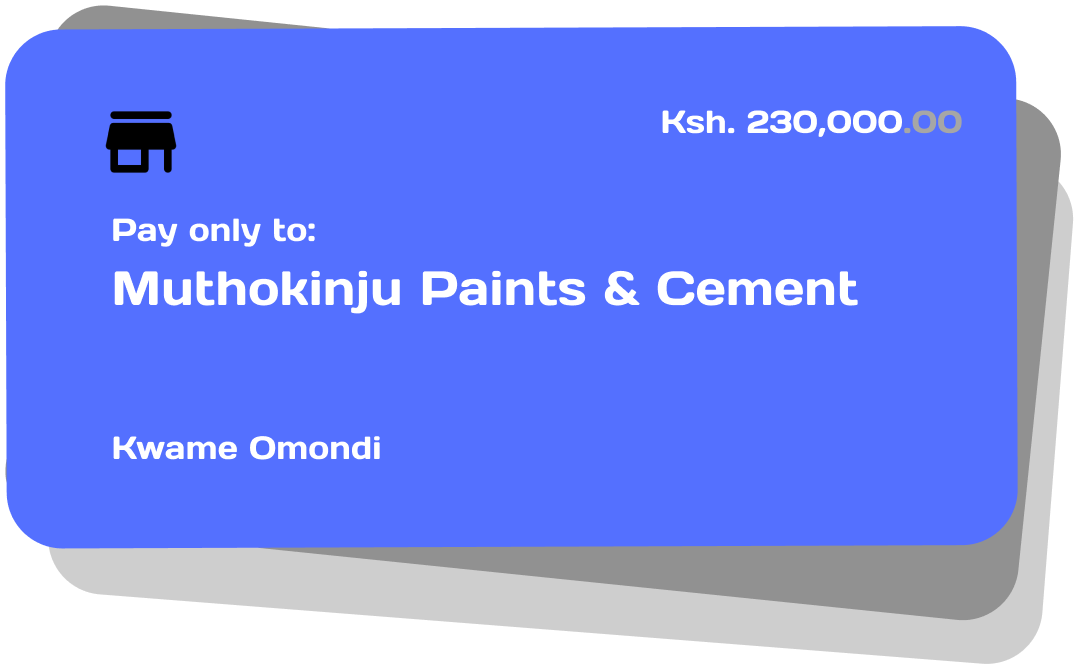 Ksh. 230,000.00
Pay only to:
Muthokinju Paints & Cement
Kwame Omondi